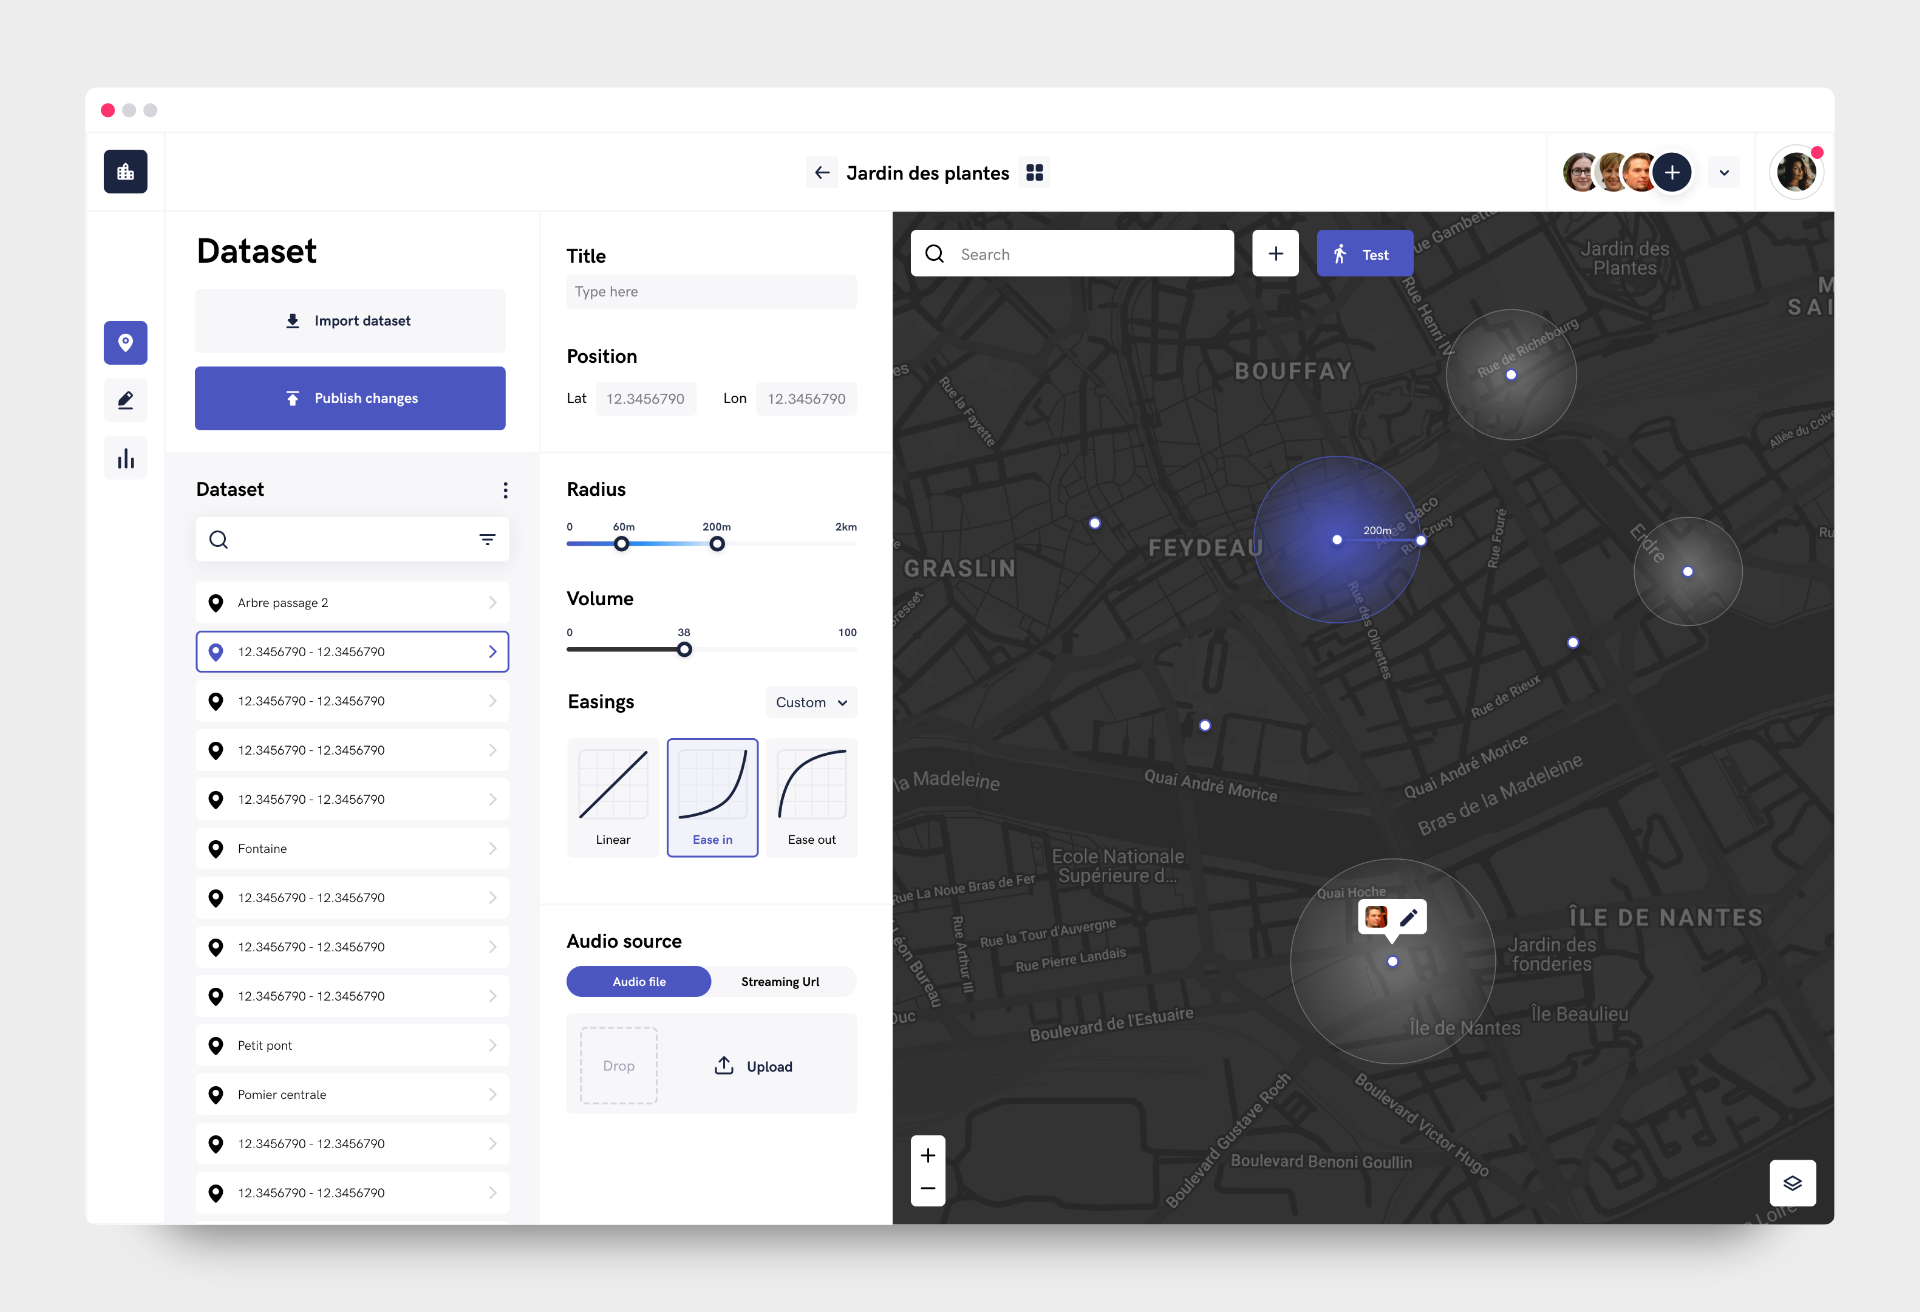 Jardin des plantes
Dataset
Import dataset
Publish changes
Dataset
Arbre passage 2
12.3456790 - 12.3456790
12.3456790 - 12.3456790
12.3456790 - 12.3456790
12.3456790 - 12.3456790
Fontaine
12.3456790 - 12.3456790
12.3456790 - 12.3456790
12.3456790 - 12.3456790
Petit pont
Pomier centrale
12.3456790 - 12.3456790
12.3456790 - 12.3456790
Title
Type here
Position
Lat 12.3456790 Lon 12.3456790
Radius
0 60m 200m 2km
Volume
0 38 100
Easings Custom
Linear Ease in Ease out
Audio source
Audio file Streaming Url
Drop Upload
Search
Test
Rue Gambetta
Jardin des
Plantes
M
SAI
Rue Henri IV
Rue de Richebourg
BOUFFAY
Rue la Fayette
Allée du
200m
Baco
Rue Crucy
Rue Fouré
Erdre
FEYDEAU
GRASLIN
Rue des Olivettes
Rue de Rieux
la Madeleine
Quai André Morice
Quai André Morice
Bras de la Madeleine
Ecole Nationale
Supérieure d...
Rue La Noue Bras de Fer
Quai Hoche
ÎLE DE NANTES
Rue Arthur III
Rue la Tour d'Auvergne
Rue Pierre Landais
Jardin des
fonderies
Léon Bureau
Duc
Boulevard de l'Estuaire
Île de Nantes
Île Beaulieu
Boulevard Gustave Roch
Boulevard Victor Hugo
Boulevard Benoni Goullin